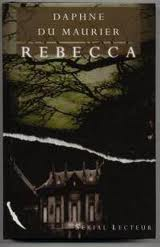 DAPHNE
DU MAURIER
REBECCA
SERIAL LECTEUR